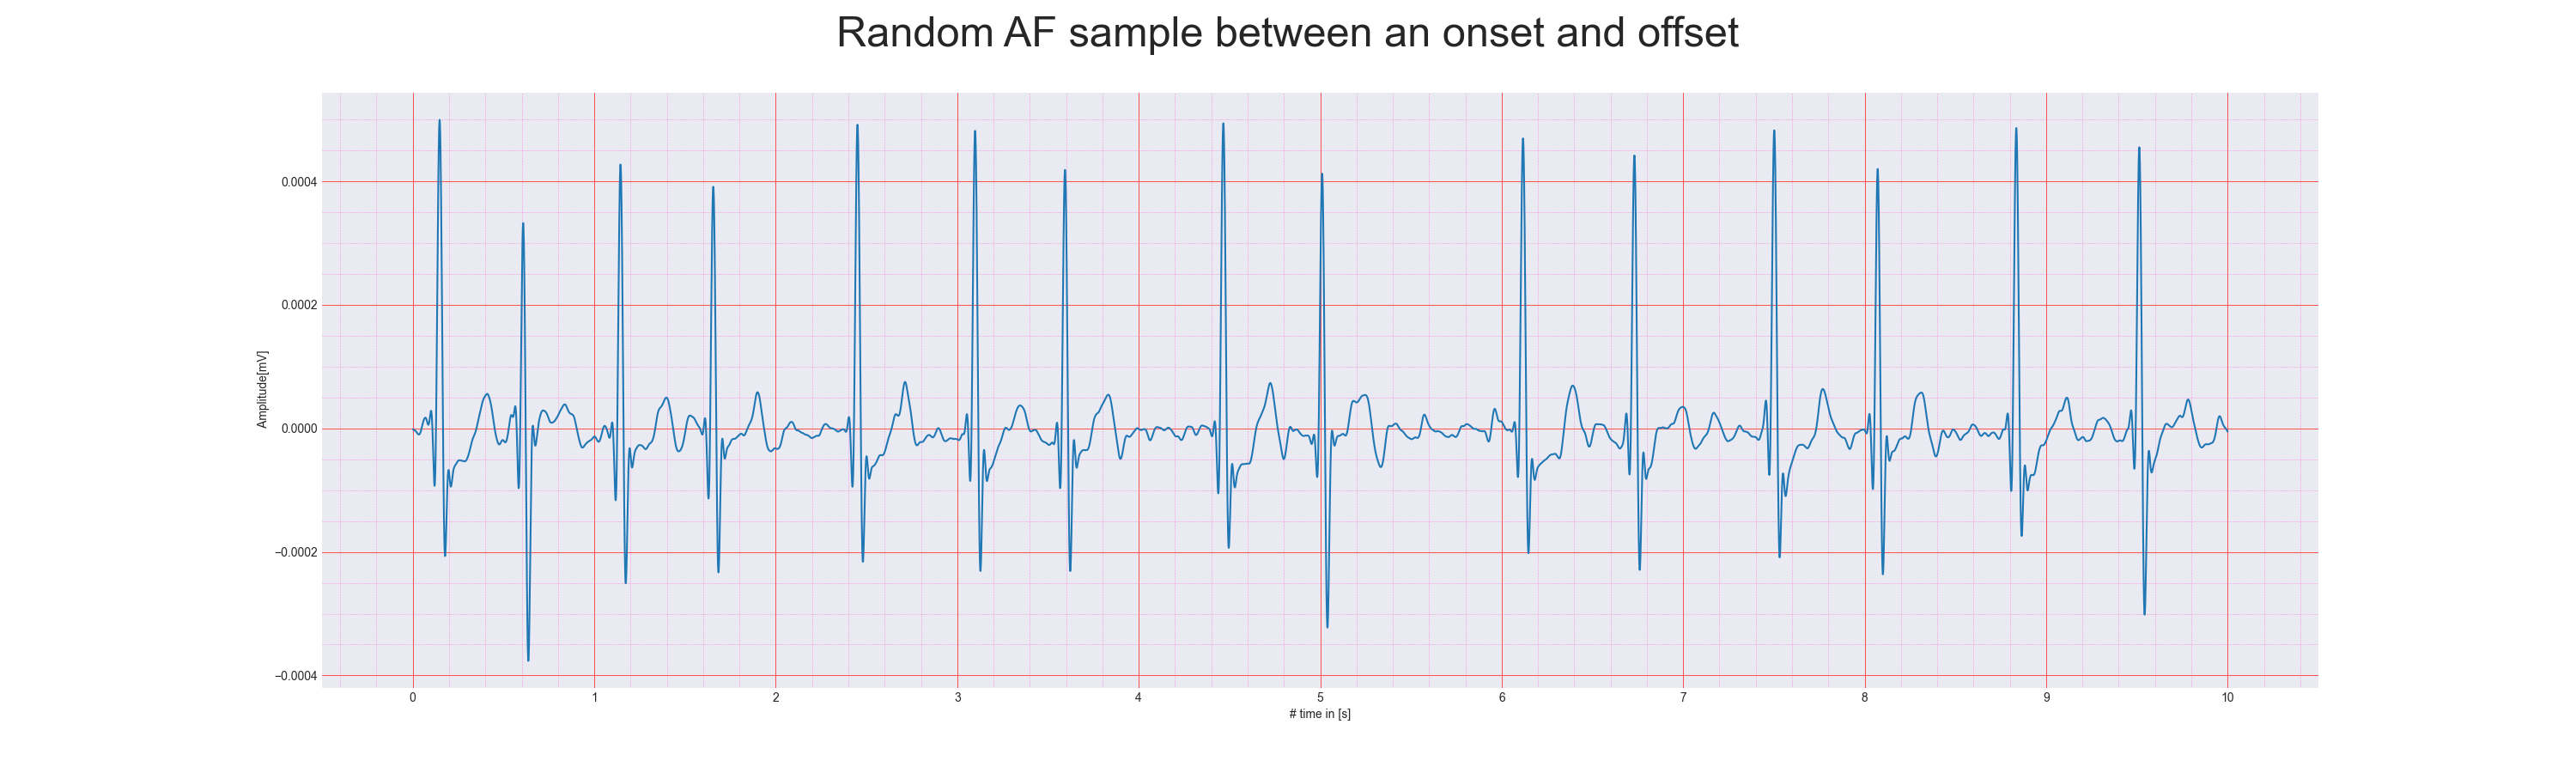 Random AF sample between an onset and offset
Amplitude[mV]
0.0004
0.0002
0.0000
−0.0002
−0.0004
0 1 2 3 4 5 6 7 8 9 10
# time in [s]